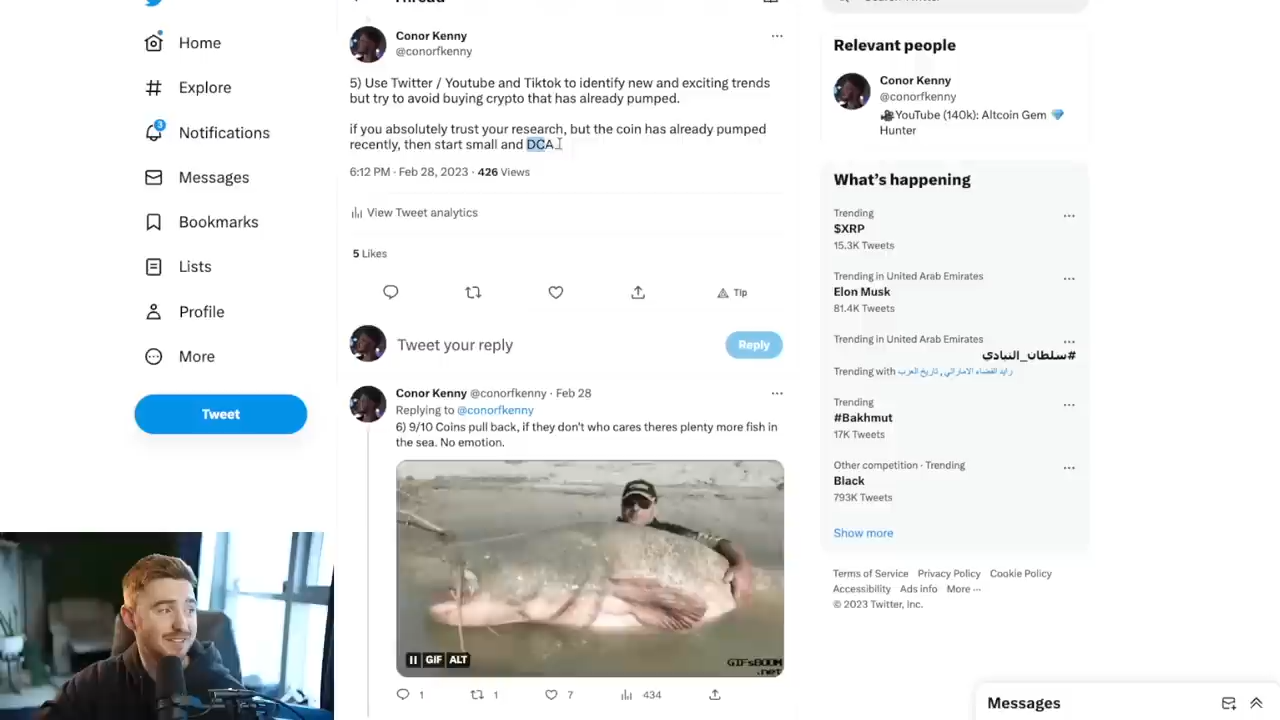 Home
Explore
3
Notifications
Messages
Bookmarks
Lists
Profile
More
Tweet
Thread
Conor Kenny
@conorfkenny
5) Use Twitter / Youtube and Tiktok to identify new and exciting trends
but try to avoid buying crypto that has already pumped.
if you absolutely trust your research, but the coin has already pumped
recently, then start small and DCA.
6:12 PM · Feb 28, 2023 · 426 Views
View Tweet analytics
5 Likes
Tip
Tweet your reply
Reply
Conor Kenny @conorfkenny · Feb 28
Replying to @conorfkenny
6) 9/10 Coins pull back, if they don't who cares theres plenty more fish in
the sea. No emotion.
GIF ALT
GIFsBOOM
.net
1
1
7
434
Search Twitter
Relevant people
Conor Kenny
@conorfkenny
🎥YouTube (140k): Altcoin Gem 💎
Hunter
What's happening
Trending
$XRP
15.3K Tweets
Trending in United Arab Emirates
Elon Musk
81.4K Tweets
Trending in United Arab Emirates
#سلطان_النيادي
Trending with رايد الفضاء الاماراتي, تاريخ العرب
Trending
#Bakhmut
17K Tweets
Other competition · Trending
Black
793K Tweets
Show more
Terms of Service Privacy Policy Cookie Policy
Accessibility Ads info More ···
© 2023 Twitter, Inc.
Messages